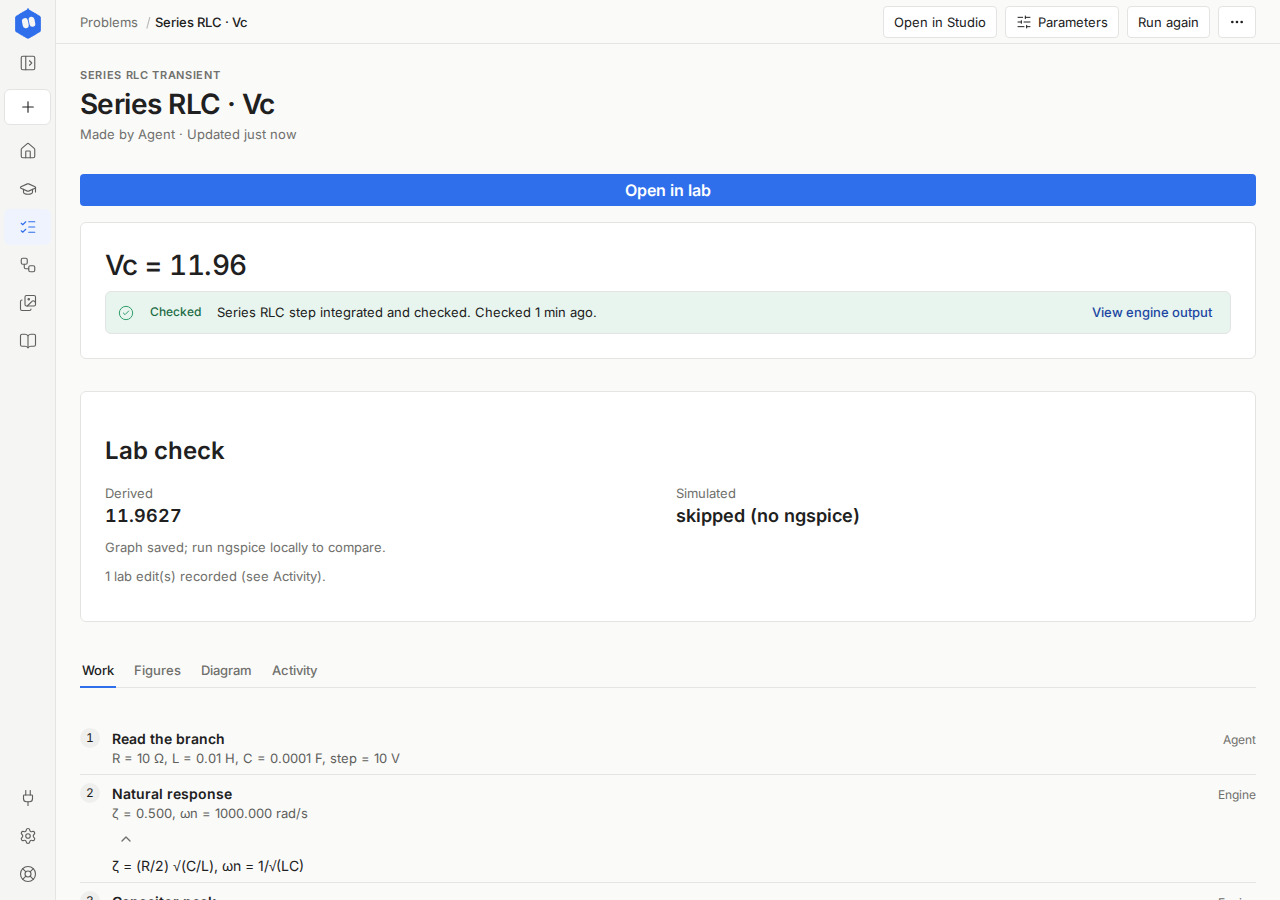 Problems / Series RLC · Vc
Open in Studio
Parameters
Run again
SERIES RLC TRANSIENT
Series RLC · Vc
Made by Agent · Updated just now
Open in lab
Vc = 11.96
Checked Series RLC step integrated and checked. Checked 1 min ago. View engine output
Lab check
Derived
11.9627
Simulated
skipped (no ngspice)
Graph saved; run ngspice locally to compare.
1 lab edit(s) recorded (see Activity).
Work Figures Diagram Activity
1 Read the branch Agent
R = 10 Ω, L = 0.01 H, C = 0.0001 F, step = 10 V
2 Natural response Engine
ζ = 0.500, ωn = 1000.000 rad/s
ζ = (R/2) √(C/L), ωn = 1/√(LC)